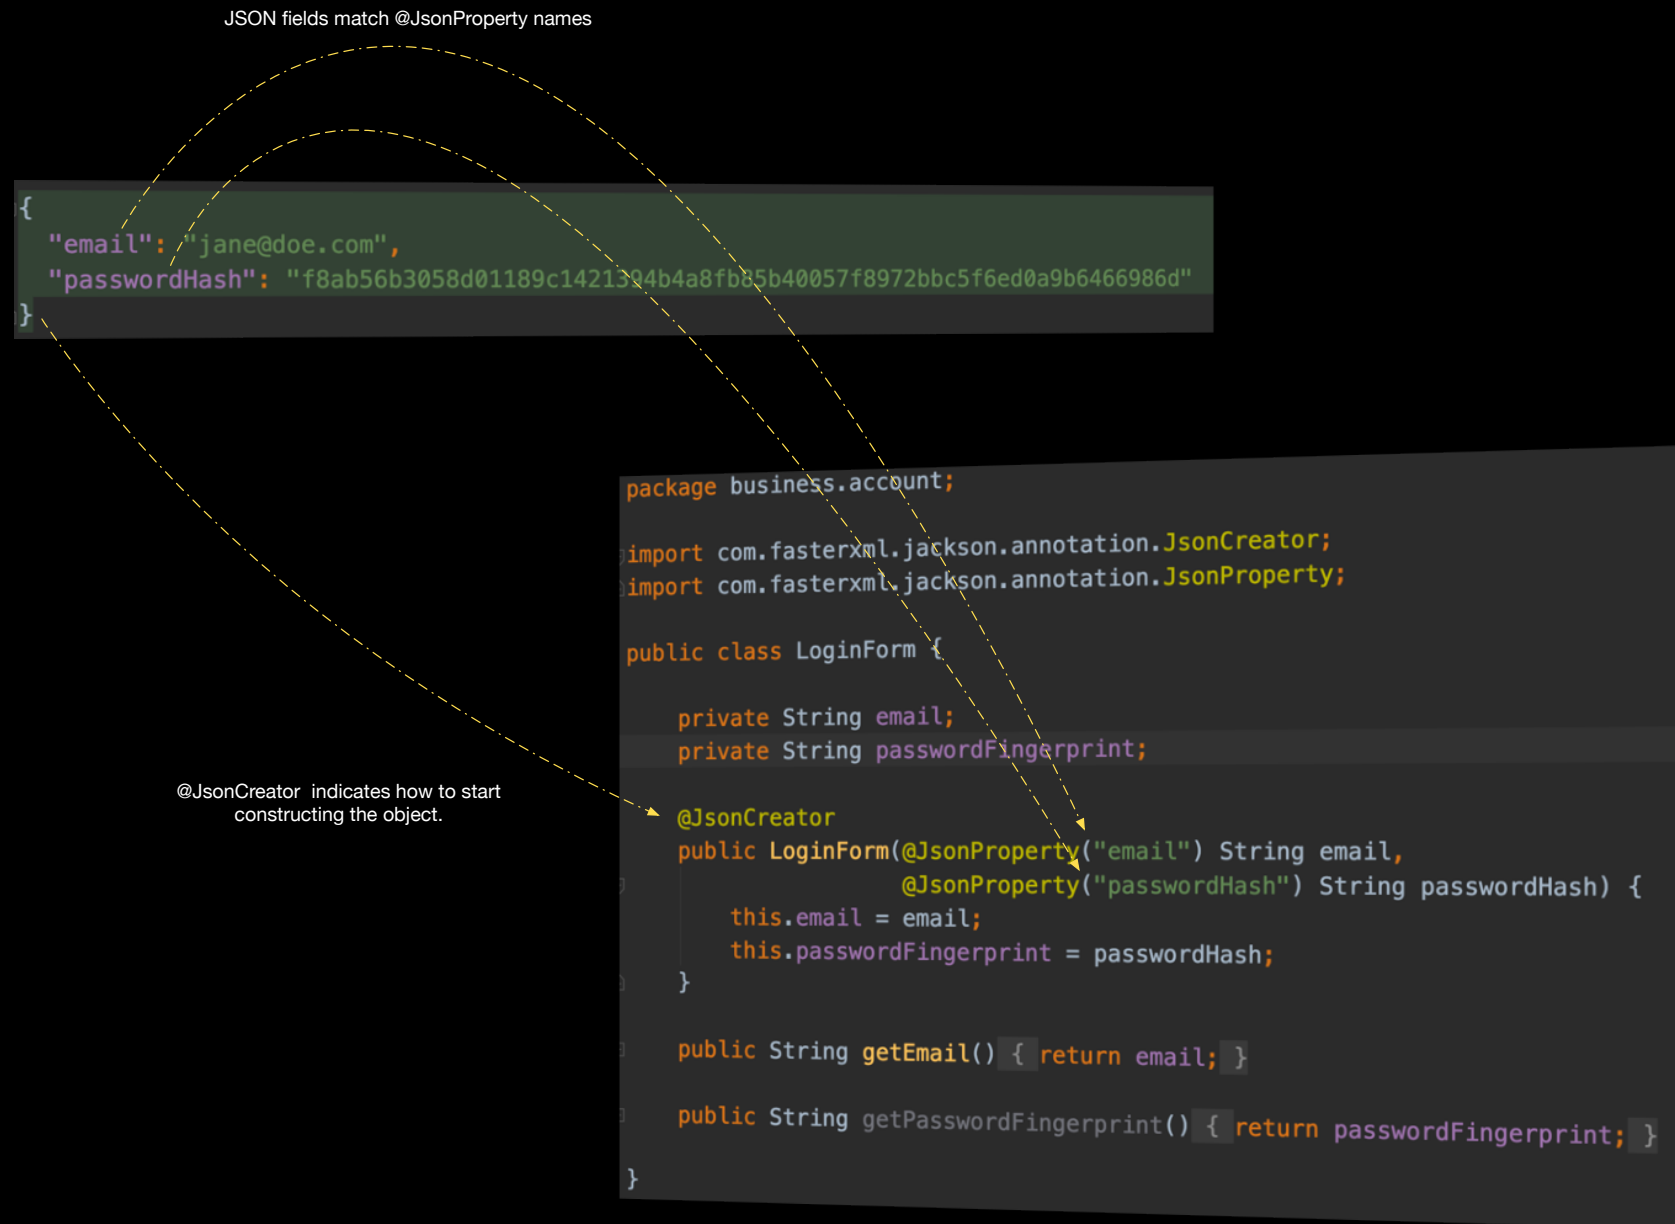 JSON fields match @JsonProperty names
{
"email": "jane@doe.com",
"passwordHash": "f8ab56b3058d01189c1421394b4a8fb85b40057f8972bbc5f6ed0a9b6466986d"
}
package business.account;
import com.fasterxml.jackson.annotation.JsonCreator;
import com.fasterxml.jackson.annotation.JsonProperty;
public class LoginForm {
private String email;
private String passwordFingerprint;
@JsonCreator indicates how to start
constructing the object.
@JsonCreator
public LoginForm(@JsonProperty("email") String email,
@JsonProperty("passwordHash") String passwordHash) {
this.email = email;
this.passwordFingerprint = passwordHash;
}
public String getEmail() { return email; }
public String getPasswordFingerprint() { return passwordFingerprint; }
}